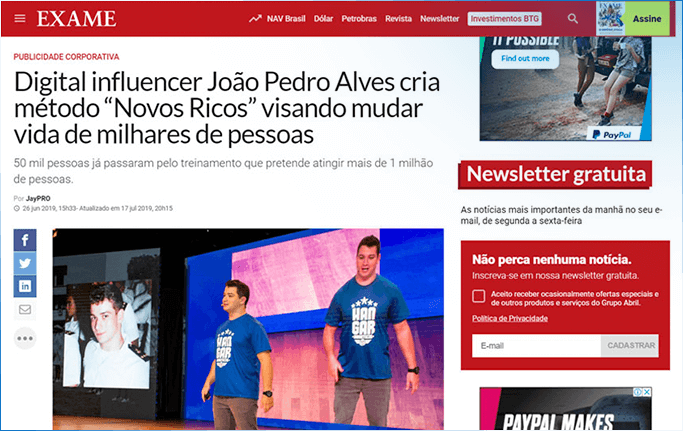 EXAME
NAV Brasil Dólar Petrobras Revista Newsletter Investimentos BTG
Assine
PUBLICIDADE CORPORATIVA
Digital influencer João Pedro Alves cria
método “Novos Ricos” visando mudar
vida de milhares de pessoas
50 mil pessoas já passaram pelo treinamento que pretende atingir mais de 1 milhão
de pessoas.
Por JayPRO
26 jun 2019, 15h33- Atualizado em 17 jul 2019, 20h15
HAN
GAR
HAN
GAR
IT POSSIBLE
Find out more
PayPal
Newsletter gratuita
As notícias mais importantes da manhã no seu e-
mail, de segunda a sexta-feira
Não perca nenhuma notícia.
Inscreva-se em nossa newsletter gratuita.
Aceito receber ocasionalmente ofertas especiais e
de outros produtos e serviços do Grupo Abril.
Política de Privacidade
E-mail
CADASTRAR
PAYPAL MAKES